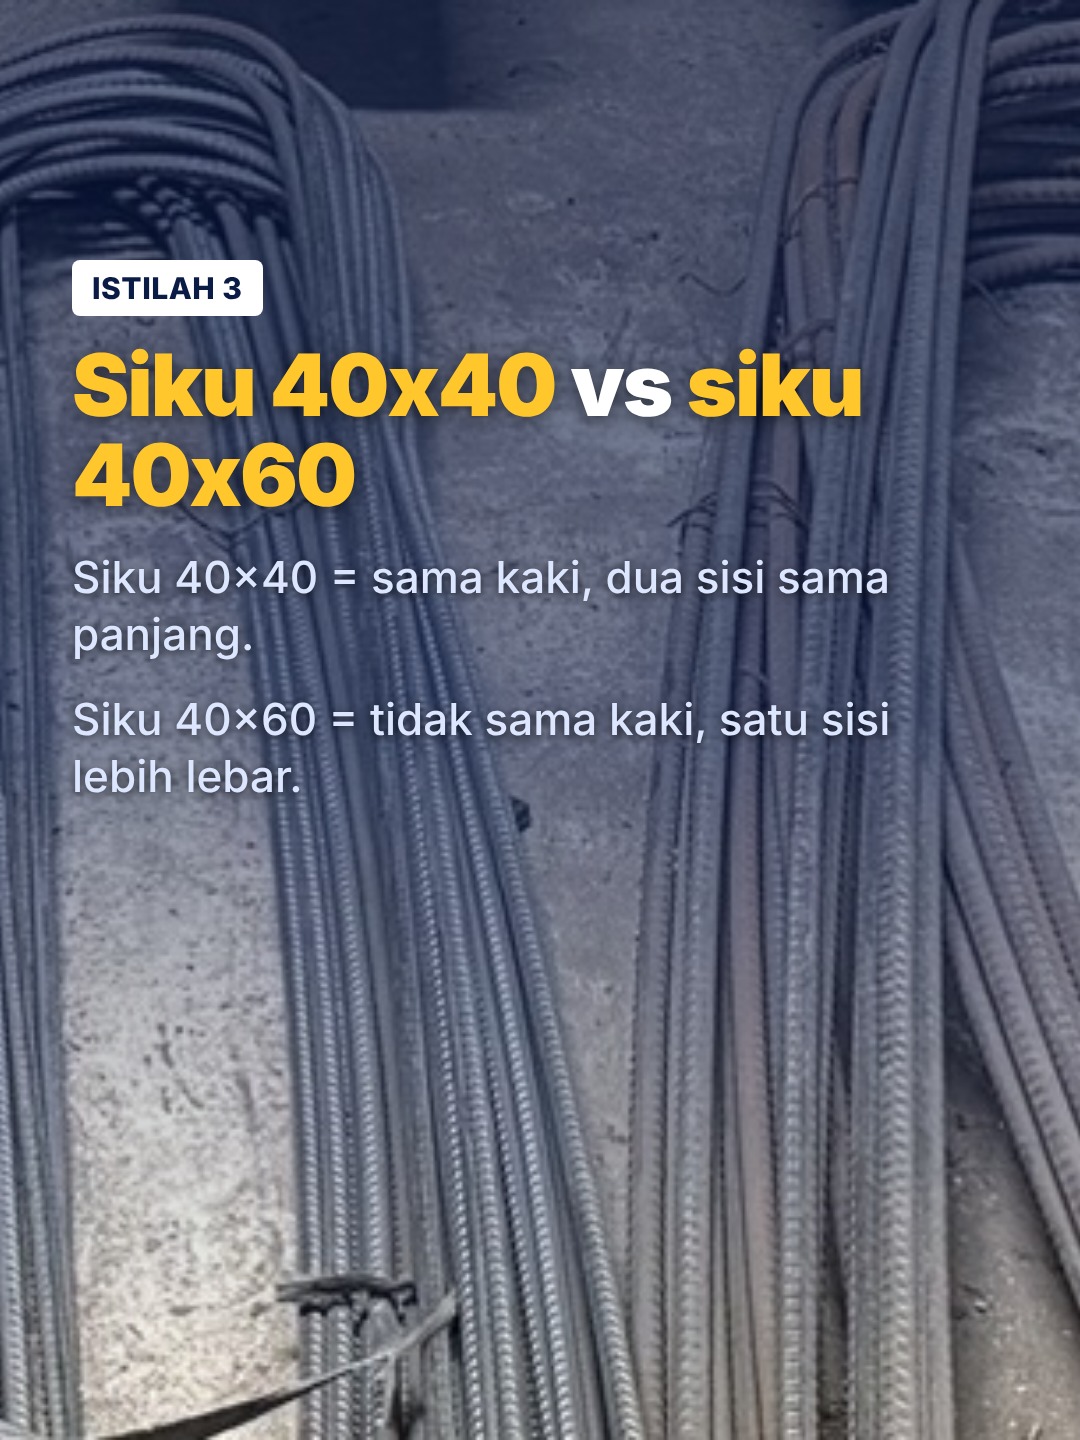 ISTILAH 3
Siku 40x40 vs siku
40x60
Siku 40×40 = sama kaki, dua sisi sama
panjang.
Siku 40×60 = tidak sama kaki, satu sisi
lebih lebar.